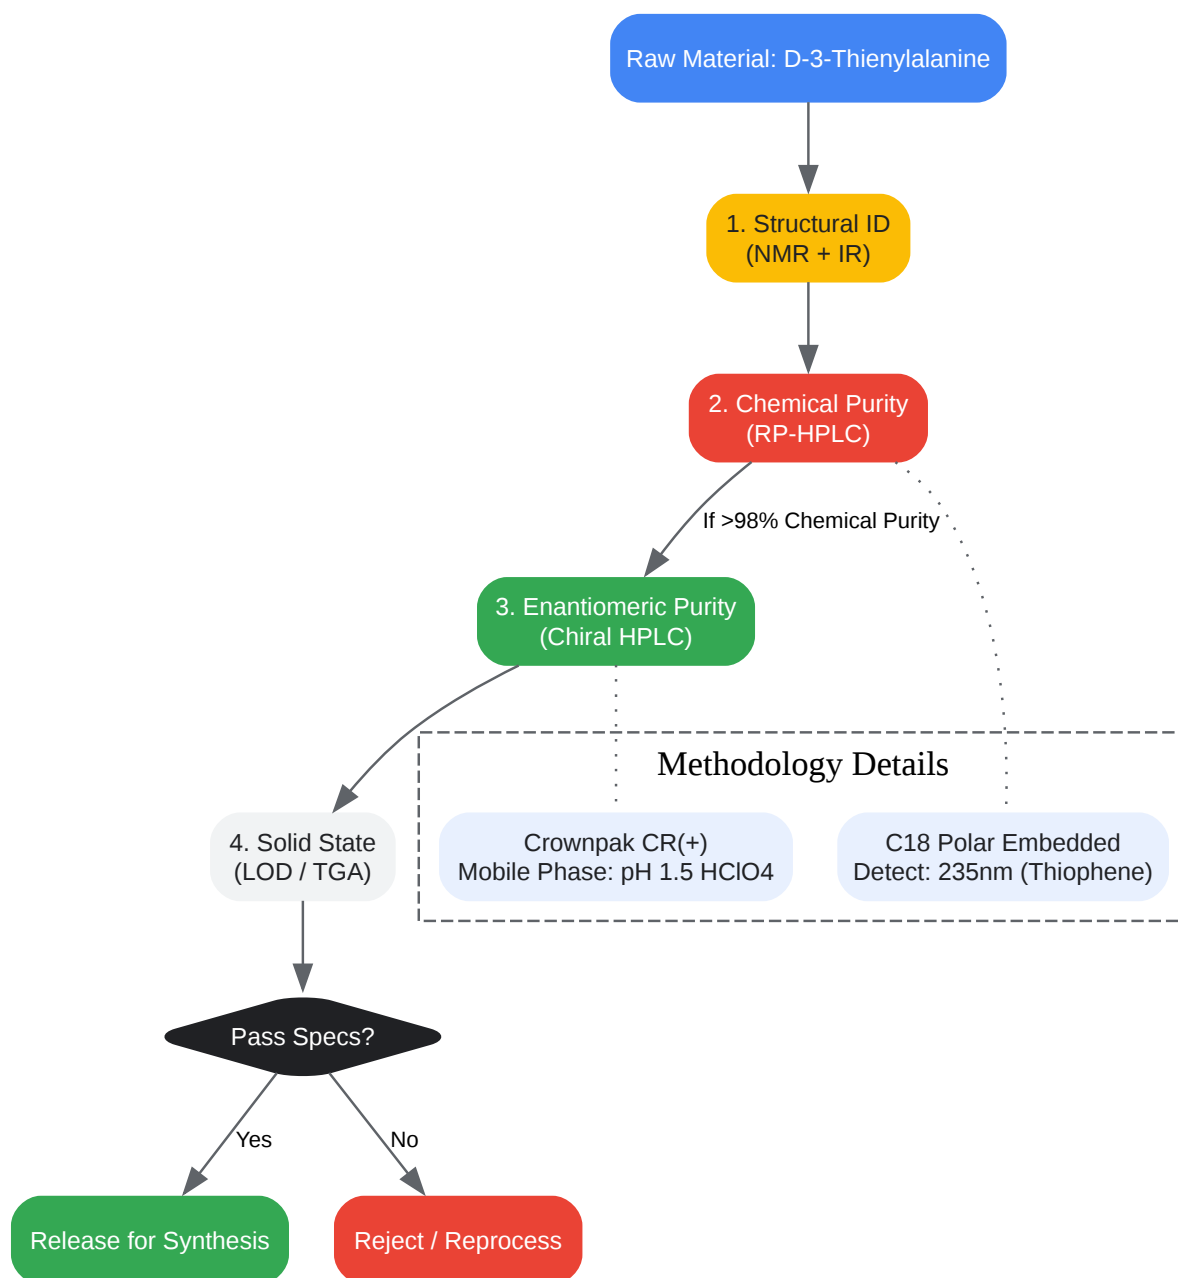 Raw Material: D-3-Thienylalanine
1. Structural ID
(NMR + IR)
2. Chemical Purity
(RP-HPLC)
If >98% Chemical Purity
3. Enantiomeric Purity
(Chiral HPLC)
Methodology Details
4. Solid State
(LOD / TGA)
Crownpak CR(+)
Mobile Phase: pH 1.5 HClO4
C18 Polar Embedded
Detect: 235nm (Thiophene)
Pass Specs?
Yes
No
Release for Synthesis
Reject / Reprocess